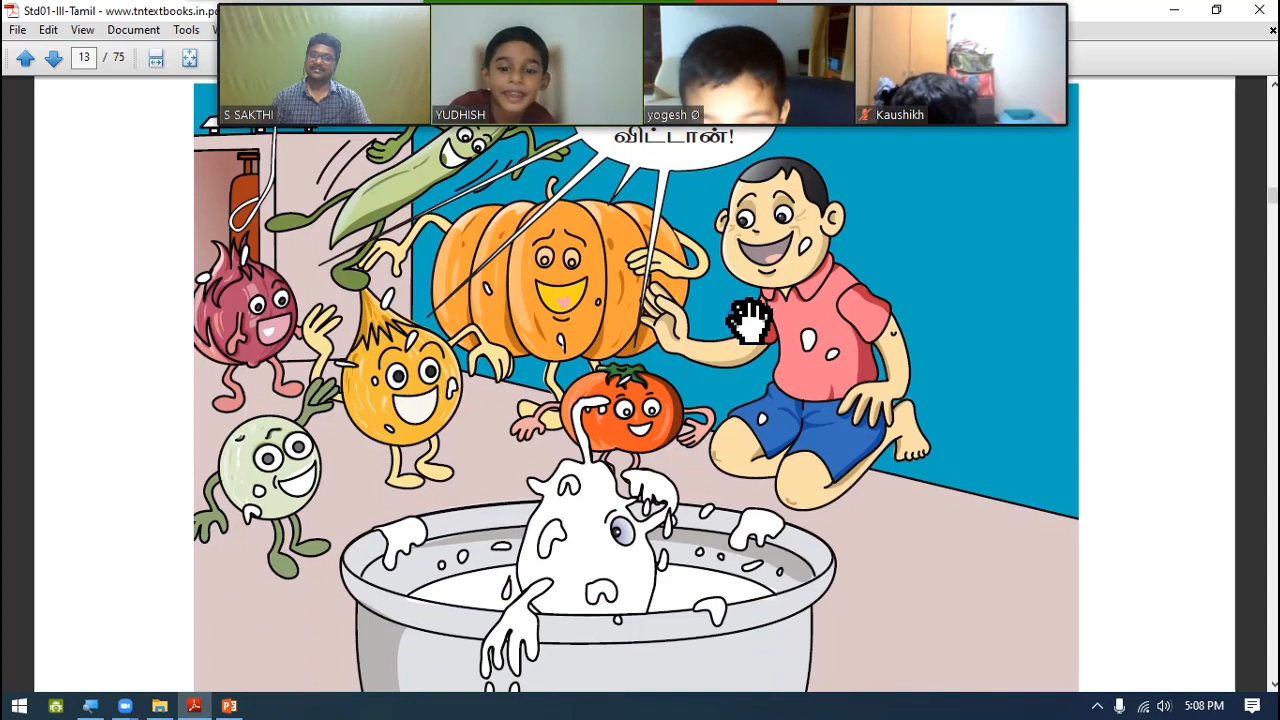 Std01-III-Tamil - www.tntextbooks.in.p
File Edit View Document Tools
13 / 75
S SAKTHI
YUDHISH
yogesh O
Kaushikh
விட்டான்!
5:08 PM